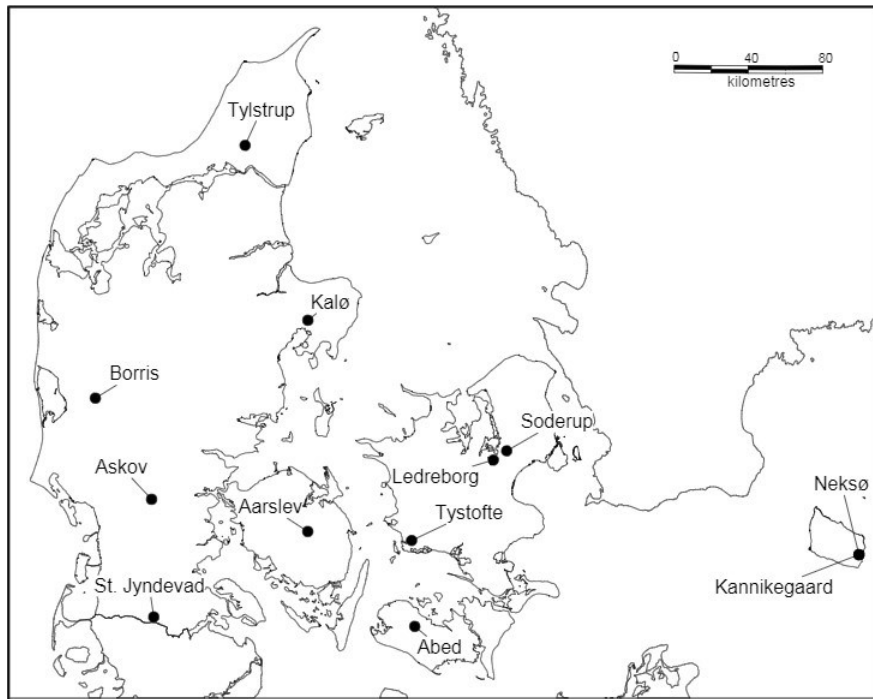 0 40 80
kilometres
Tylstrup
Kalø
Borris
Soderup
Ledreborg
Askov
Neksø
Aarslev
Tystofte
St. Jyndevad
Kannikegaard
Abed